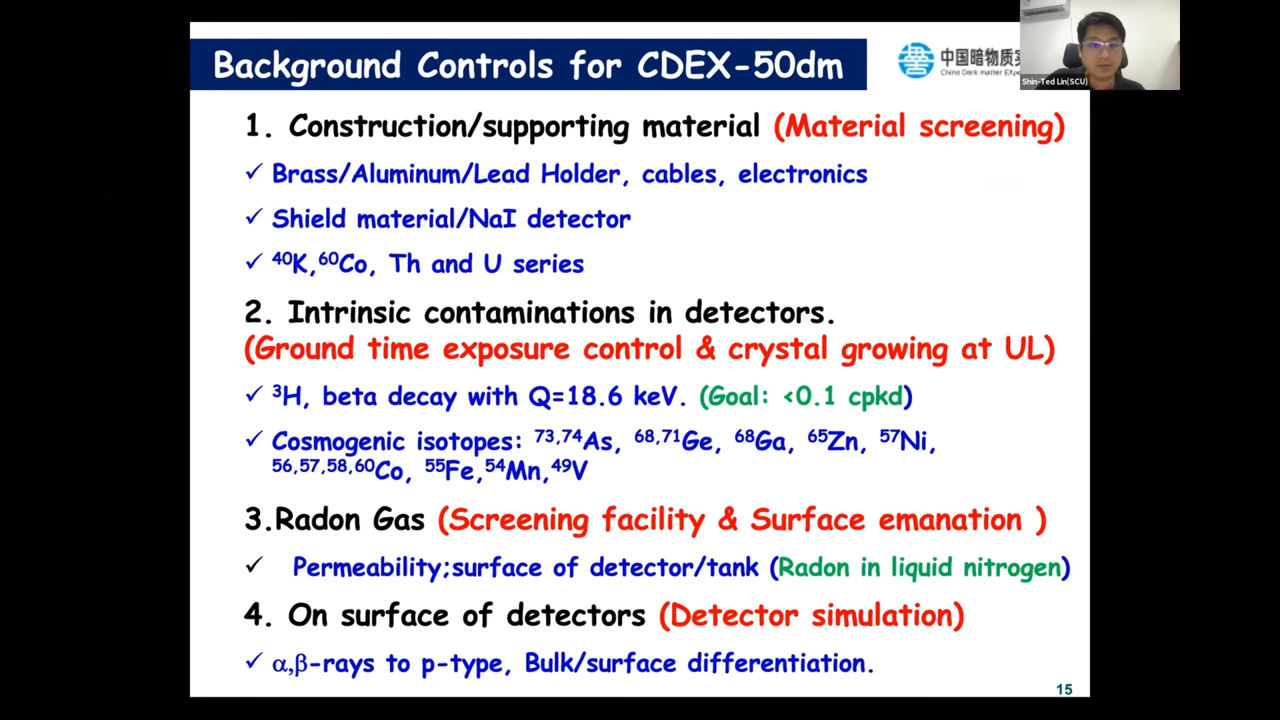 Background Controls for CDEX-50dm
中国暗物质实
China Dark matter EXpe
Shin-Ted Lin(SCU)
1. Construction/supporting material (Material screening)
✓ Brass/Aluminum/Lead Holder, cables, electronics
✓ Shield material/NaI detector
✓ ⁴⁰K,⁶⁰Co, Th and U series
2. Intrinsic contaminations in detectors.
(Ground time exposure control & crystal growing at UL)
✓ ³H, beta decay with Q=18.6 keV. (Goal: <0.1 cpkd)
✓ Cosmogenic isotopes: ⁷³,⁷⁴As, ⁶⁸,⁷¹Ge, ⁶⁸Ga, ⁶⁵Zn, ⁵⁷Ni,
⁵⁶,⁵⁷,⁵⁸,⁶⁰Co, ⁵⁵Fe,⁵⁴Mn,⁴⁹V
3.Radon Gas (Screening facility & Surface emanation )
✓ Permeability;surface of detector/tank (Radon in liquid nitrogen)
4. On surface of detectors (Detector simulation)
✓ α,β-rays to p-type, Bulk/surface differentiation.
15